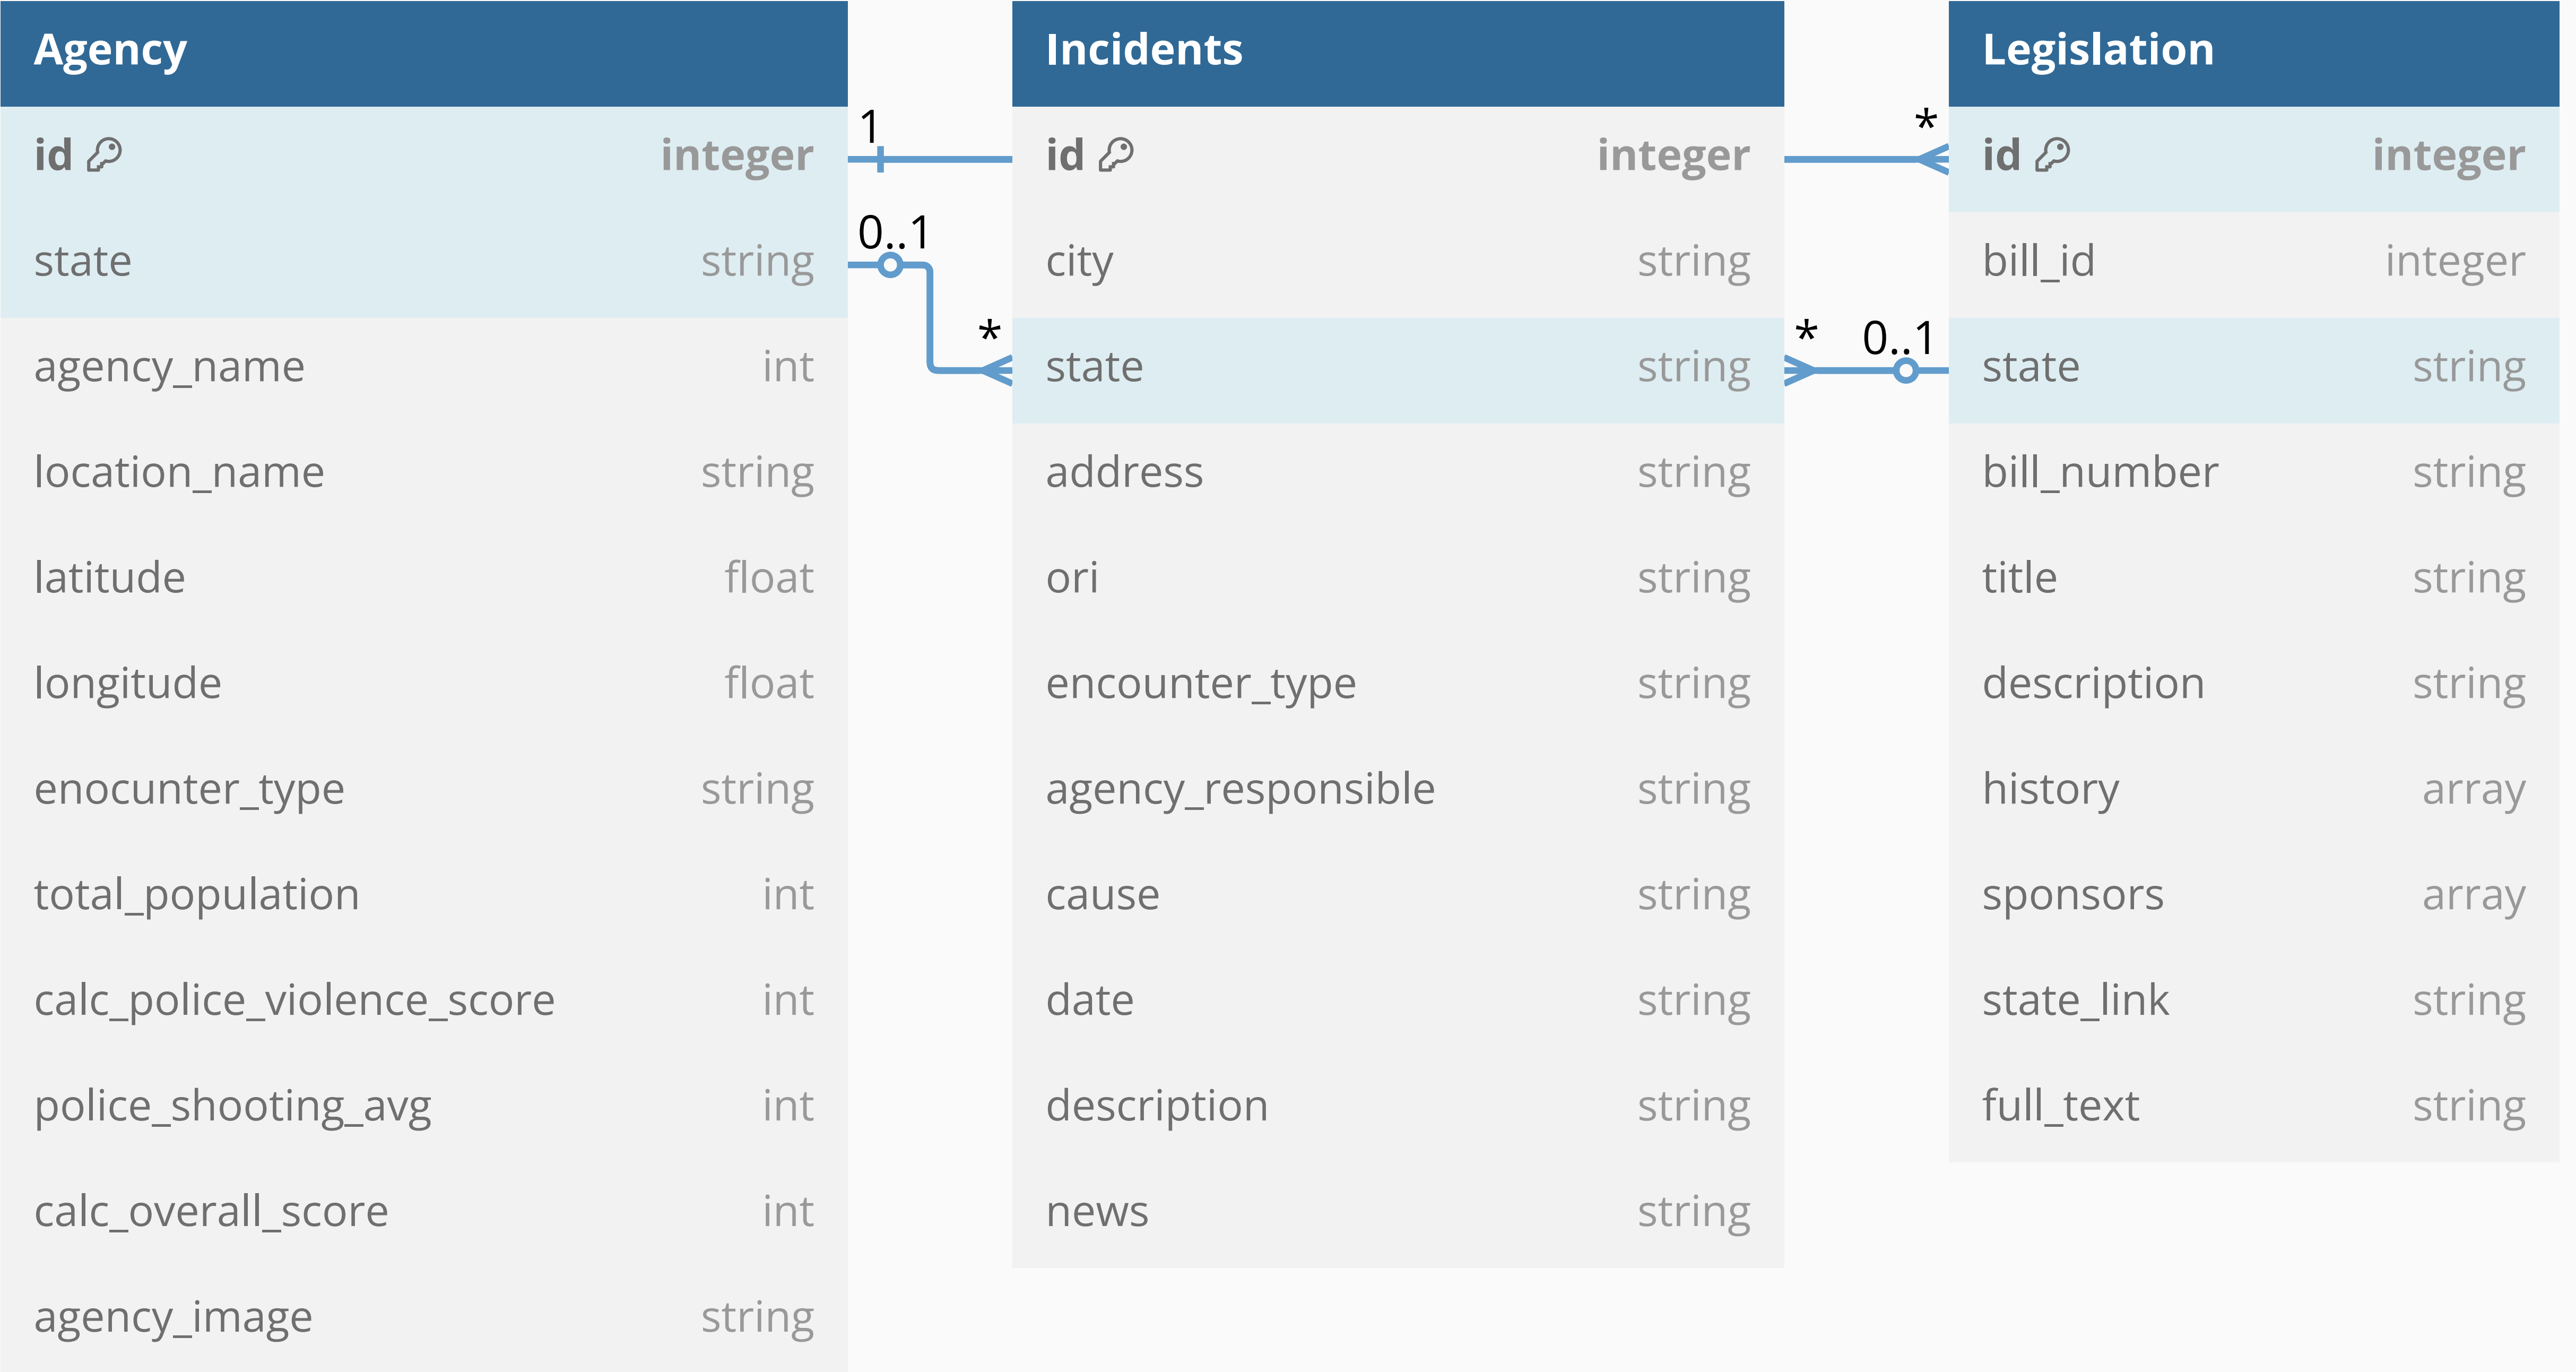 Agency
id integer
state string
agency_name int
location_name string
latitude float
longitude float
enocunter_type string
total_population int
calc_police_violence_score int
police_shooting_avg int
calc_overall_score int
agency_image string
1
0..1
*
Incidents
id integer
city string
state string
address string
ori string
encounter_type string
agency_responsible string
cause string
date string
description string
news string
*
* 0..1
Legislation
id integer
bill_id integer
state string
bill_number string
title string
description string
history array
sponsors array
state_link string
full_text string